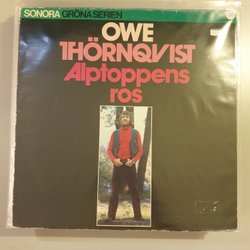 SONORA GRÖNA SERIEN
OWE
THÖRNQVIST
Alptoppens
ros